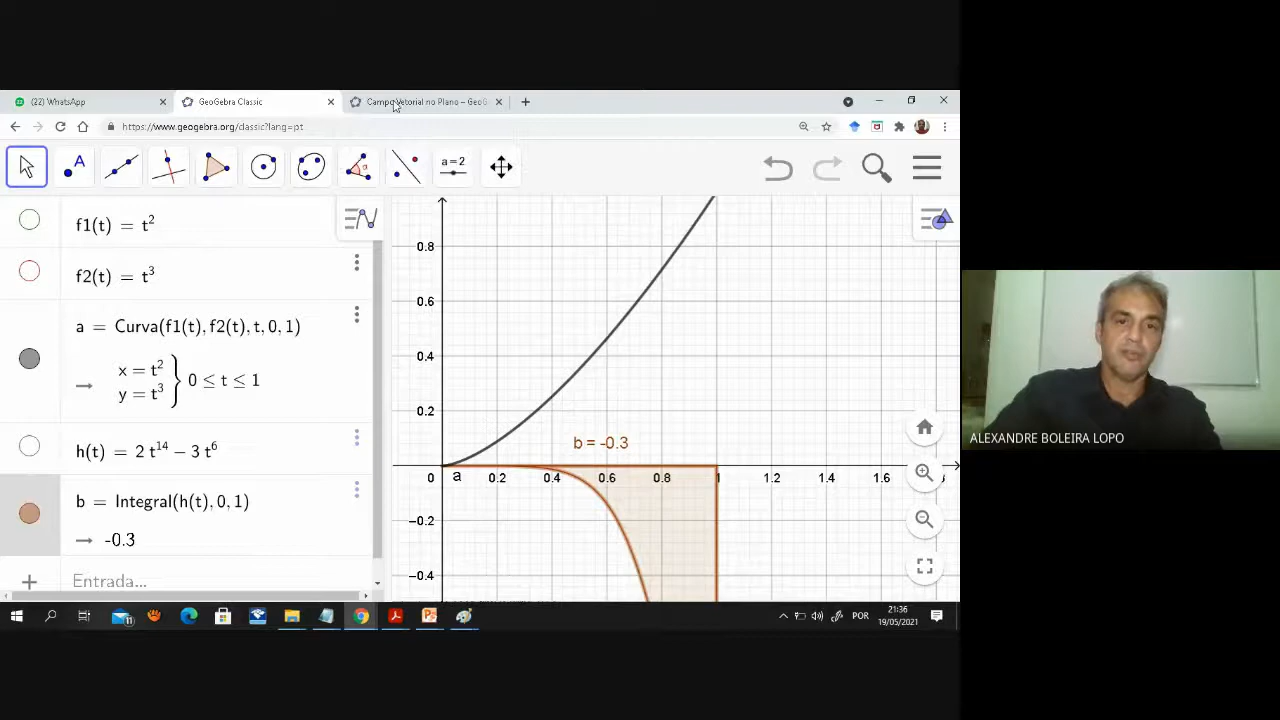 (22) WhatsApp
GeoGebra Classic
Campo Vetorial no Plano – GeoG
https://www.geogebra.org/classic?lang=pt
A
a = 2
f1(t) = t²
f2(t) = t³
a = Curva(f1(t), f2(t), t, 0, 1)
→ x = t²
y = t³ } 0 ≤ t ≤ 1
h(t) = 2 t¹⁴ − 3 t⁶
b = Integral(h(t), 0, 1)
→ -0.3
Entrada...
0.8
0.6
0.4
0.2
b = -0.3
0 a 0.2 0.4 0.6 0.8 1 1.2 1.4 1.6
−0.2
−0.4
ALEXANDRE BOLEIRA LOPO
POR
21:36
19/05/2021